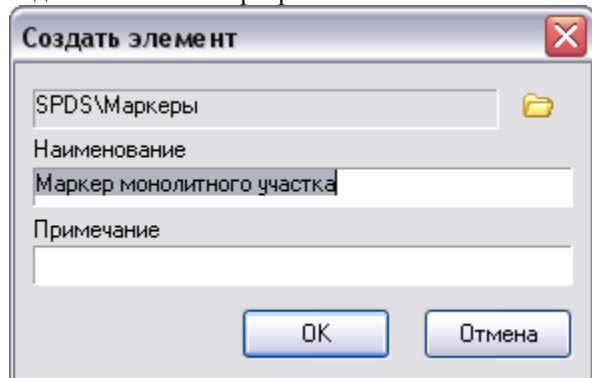 Создать элемент
SPDS\Маркеры
Наименование
Маркер монолитного участка
Примечание
OK Отмена